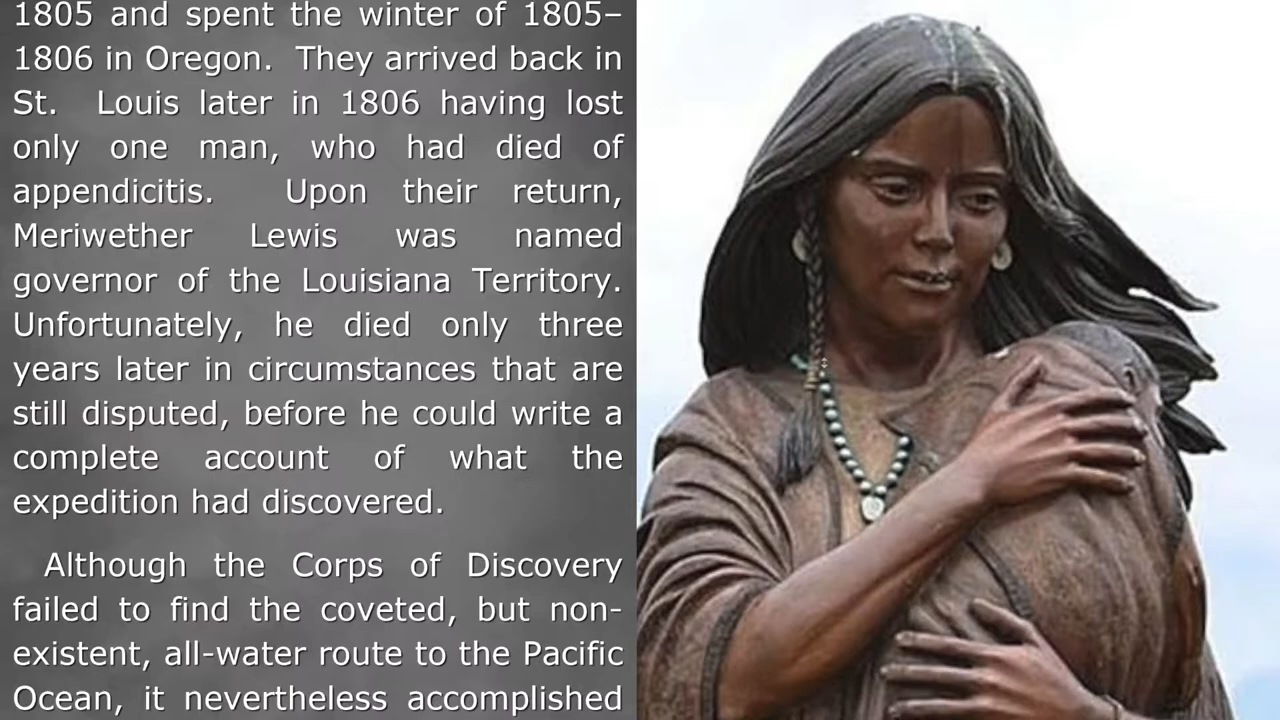 1805 and spent the winter of 1805–
1806 in Oregon. They arrived back in
St. Louis later in 1806 having lost
only one man, who had died of
appendicitis. Upon their return,
Meriwether Lewis was named
governor of the Louisiana Territory.
Unfortunately, he died only three
years later in circumstances that are
still disputed, before he could write a
complete account of what the
expedition had discovered.
Although the Corps of Discovery
failed to find the coveted, but non-
existent, all-water route to the Pacific
Ocean, it nevertheless accomplished